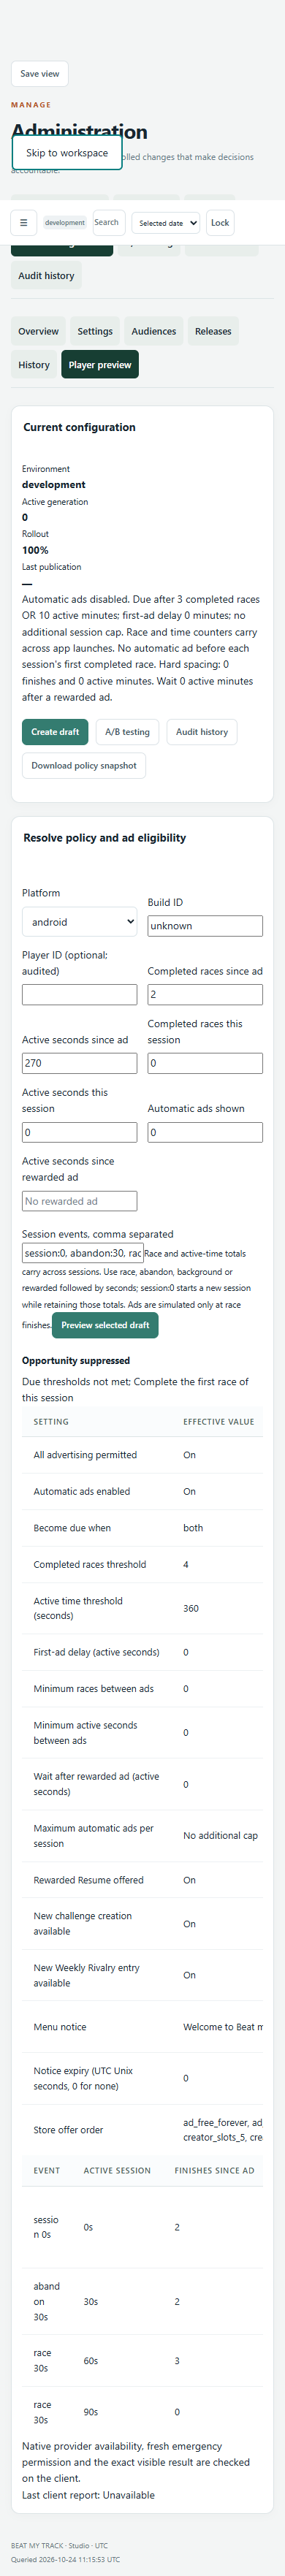 Save view
MANAGE
Administration
Skip to workspace
olled changes that make decisions
accountable.
☰
development
Search
Selected date
Lock
Audit history
Overview
Settings
Audiences
Releases
History
Player preview
Current configuration
Environment
development
Active generation
0
Rollout
100%
Last publication
—
Automatic ads disabled. Due after 3 completed races
OR 10 active minutes; first-ad delay 0 minutes; no
additional session cap. Race and time counters carry
across app launches. No automatic ad before each
session's first completed race. Hard spacing: 0
finishes and 0 active minutes. Wait 0 active minutes
after a rewarded ad.
Create draft
A/B testing
Audit history
Download policy snapshot
Resolve policy and ad eligibility
Platform
android
Build ID
unknown
Player ID (optional;
audited)
Completed races since ad
2
Active seconds since ad
270
Completed races this
session
0
Active seconds this
session
0
Automatic ads shown
0
Active seconds since
rewarded ad
No rewarded ad
Session events, comma separated
session:0, abandon:30, rac
Race and active-time totals
carry across sessions. Use race, abandon, background or
rewarded followed by seconds; session:0 starts a new session
while retaining those totals. Ads are simulated only at race
finishes.
Preview selected draft
Opportunity suppressed
Due thresholds not met; Complete the first race of
this session
SETTING EFFECTIVE VALUE
All advertising permitted On
Automatic ads enabled On
Become due when both
Completed races threshold 4
Active time threshold
(seconds) 360
First-ad delay (active seconds) 0
Minimum races between ads 0
Minimum active seconds
between ads 0
Wait after rewarded ad (active
seconds) 0
Maximum automatic ads per
session No additional cap
Rewarded Resume offered On
New challenge creation
available On
New Weekly Rivalry entry
available On
Menu notice Welcome to Beat m
Notice expiry (UTC Unix
seconds, 0 for none) 0
Store offer order ad_free_forever, ad
creator_slots_5, cre
EVENT ACTIVE SESSION FINISHES SINCE AD
sessio
n 0s 0s 2
aband
on
30s 30s 2
race
30s 60s 3
race
30s 90s 0
Native provider availability, fresh emergency
permission and the exact visible result are checked
on the client.
Last client report: Unavailable
BEAT MY TRACK · Studio · UTC
Queried 2026-10-24 11:15:53 UTC